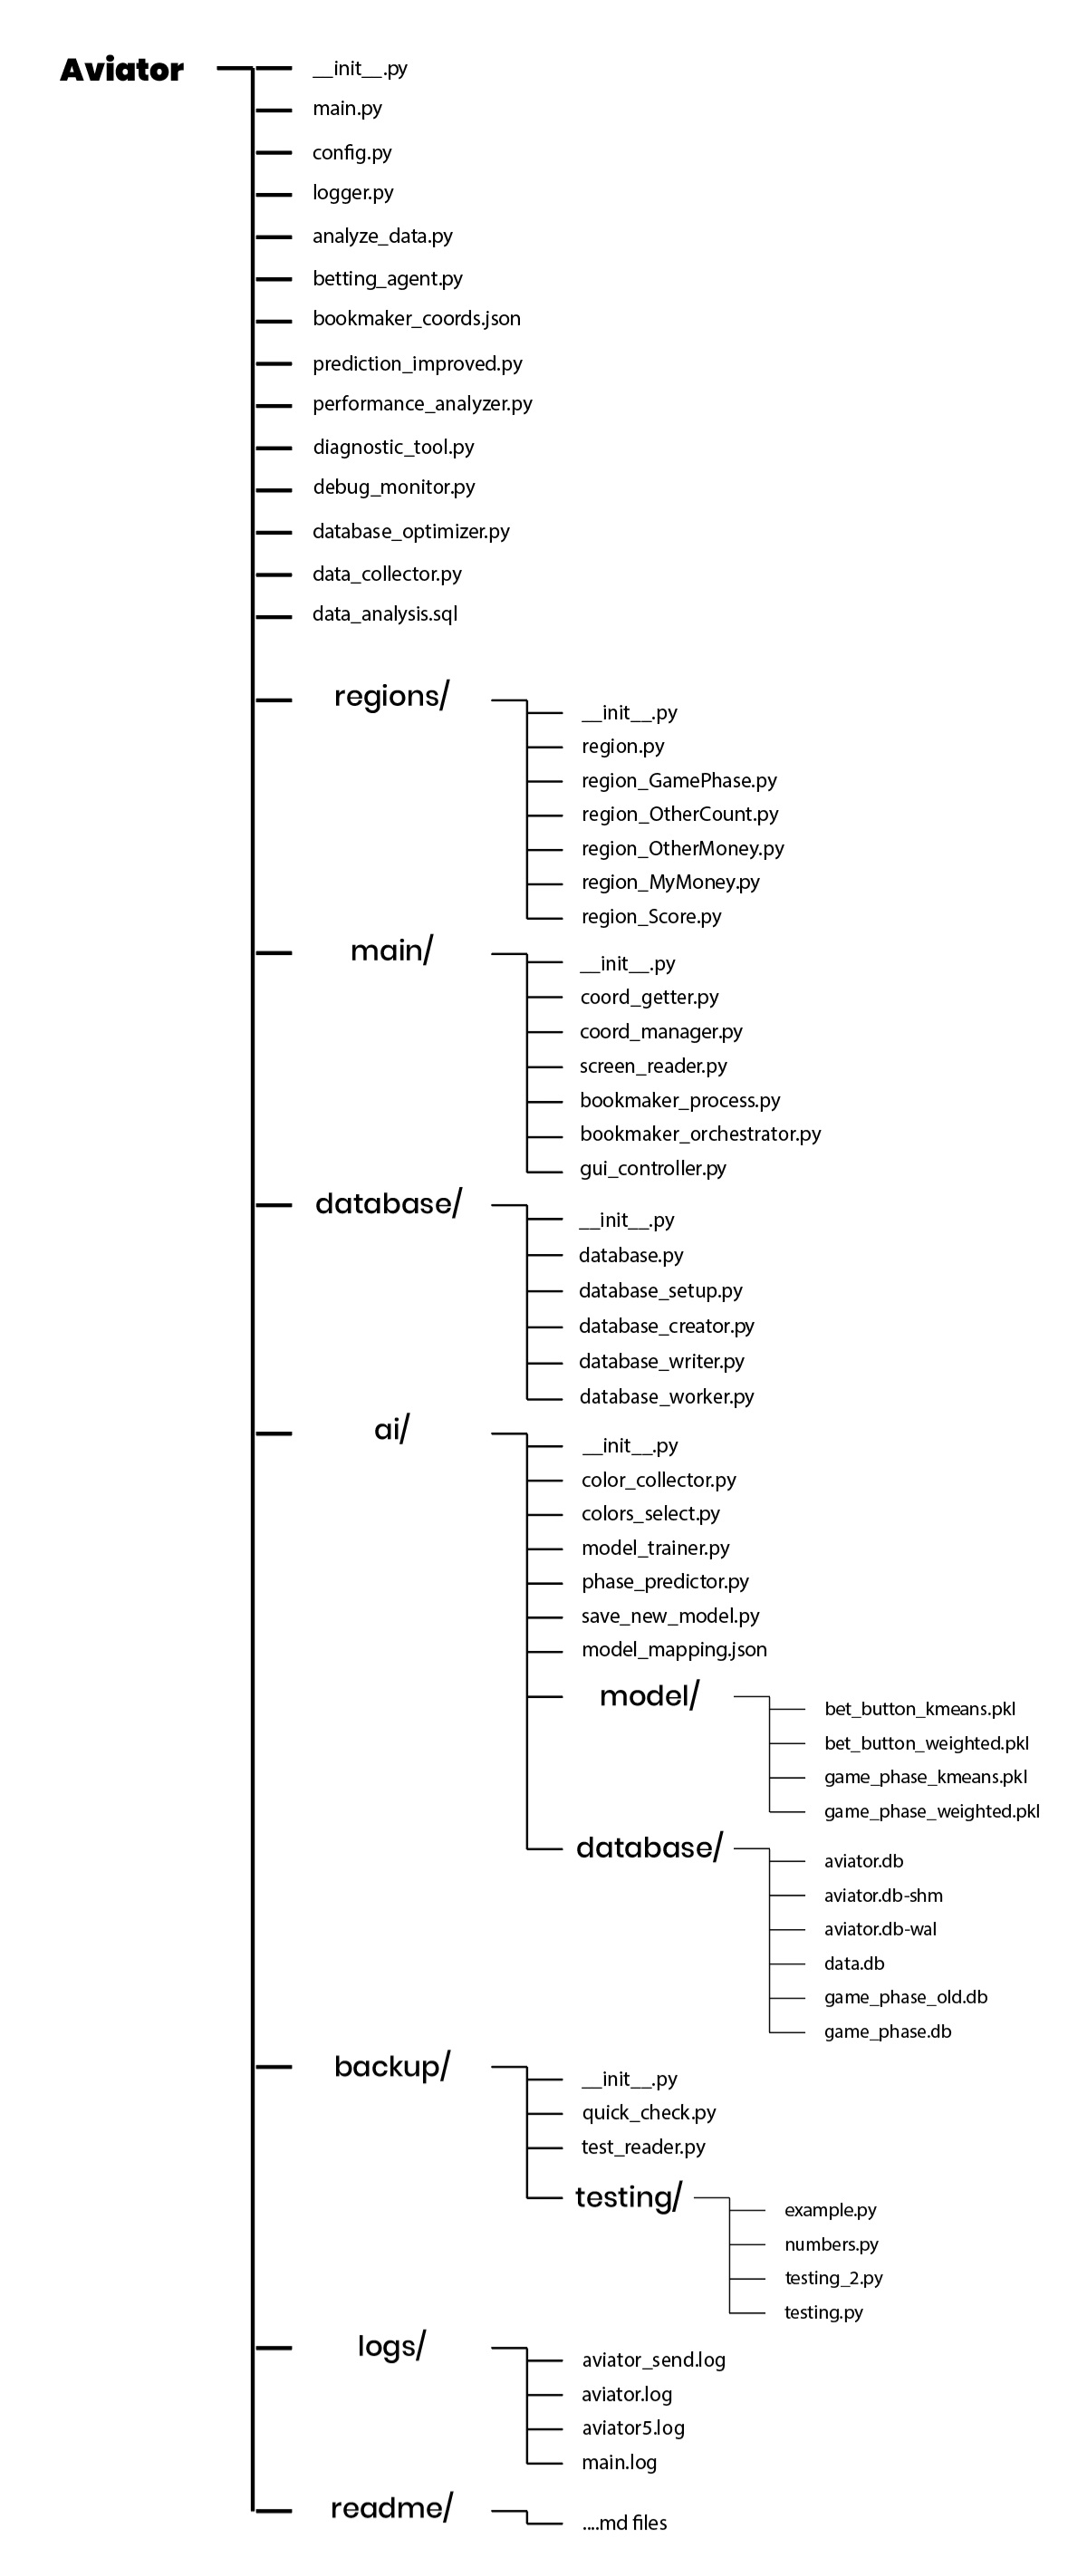 Aviator
__init__.py
main.py
config.py
logger.py
analyze_data.py
betting_agent.py
bookmaker_coords.json
prediction_improved.py
performance_analyzer.py
diagnostic_tool.py
debug_monitor.py
database_optimizer.py
data_collector.py
data_analysis.sql
regions/
__init__.py
region.py
region_GamePhase.py
region_OtherCount.py
region_OtherMoney.py
region_MyMoney.py
region_Score.py
main/
__init__.py
coord_getter.py
coord_manager.py
screen_reader.py
bookmaker_process.py
bookmaker_orchestrator.py
gui_controller.py
database/
__init__.py
database.py
database_setup.py
database_creator.py
database_writer.py
database_worker.py
ai/
__init__.py
color_collector.py
colors_select.py
model_trainer.py
phase_predictor.py
save_new_model.py
model_mapping.json
model/
bet_button_kmeans.pkl
bet_button_weighted.pkl
game_phase_kmeans.pkl
game_phase_weighted.pkl
database/
aviator.db
aviator.db-shm
aviator.db-wal
data.db
game_phase_old.db
game_phase.db
backup/
__init__.py
quick_check.py
test_reader.py
testing/
example.py
numbers.py
testing_2.py
testing.py
logs/
aviator_send.log
aviator.log
aviator5.log
main.log
readme/
....md files